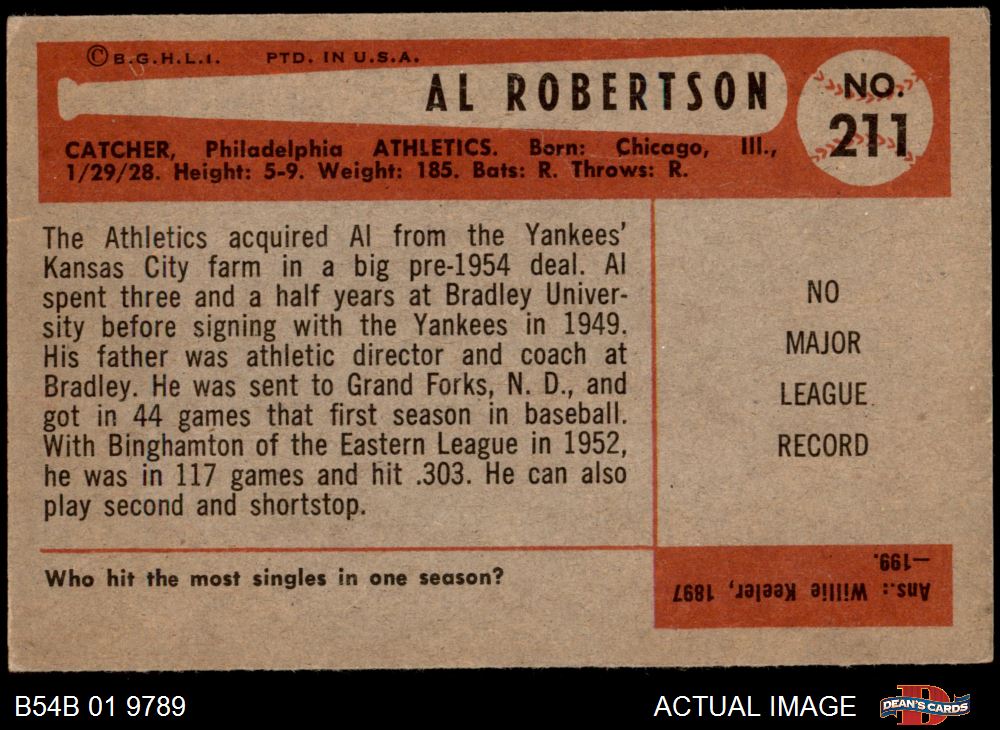 ©B.G.H.L.I. PTD. IN U.S.A.
AL ROBERTSON
NO.
211
CATCHER, Philadelphia ATHLETICS. Born: Chicago, Ill.,
1/29/28. Height: 5-9. Weight: 185. Bats: R. Throws: R.
The Athletics acquired Al from the Yankees'
Kansas City farm in a big pre-1954 deal. Al
spent three and a half years at Bradley Univer-
sity before signing with the Yankees in 1949.
His father was athletic director and coach at
Bradley. He was sent to Grand Forks, N. D., and
got in 44 games that first season in baseball.
With Binghamton of the Eastern League in 1952,
he was in 117 games and hit .303. He can also
play second and shortstop.
NO
MAJOR
LEAGUE
RECORD
Who hit the most singles in one season?
Ans.: Willie Keeler, 1897
—199.
B54B 01 9789
ACTUAL IMAGE
DEAN'S CARDS